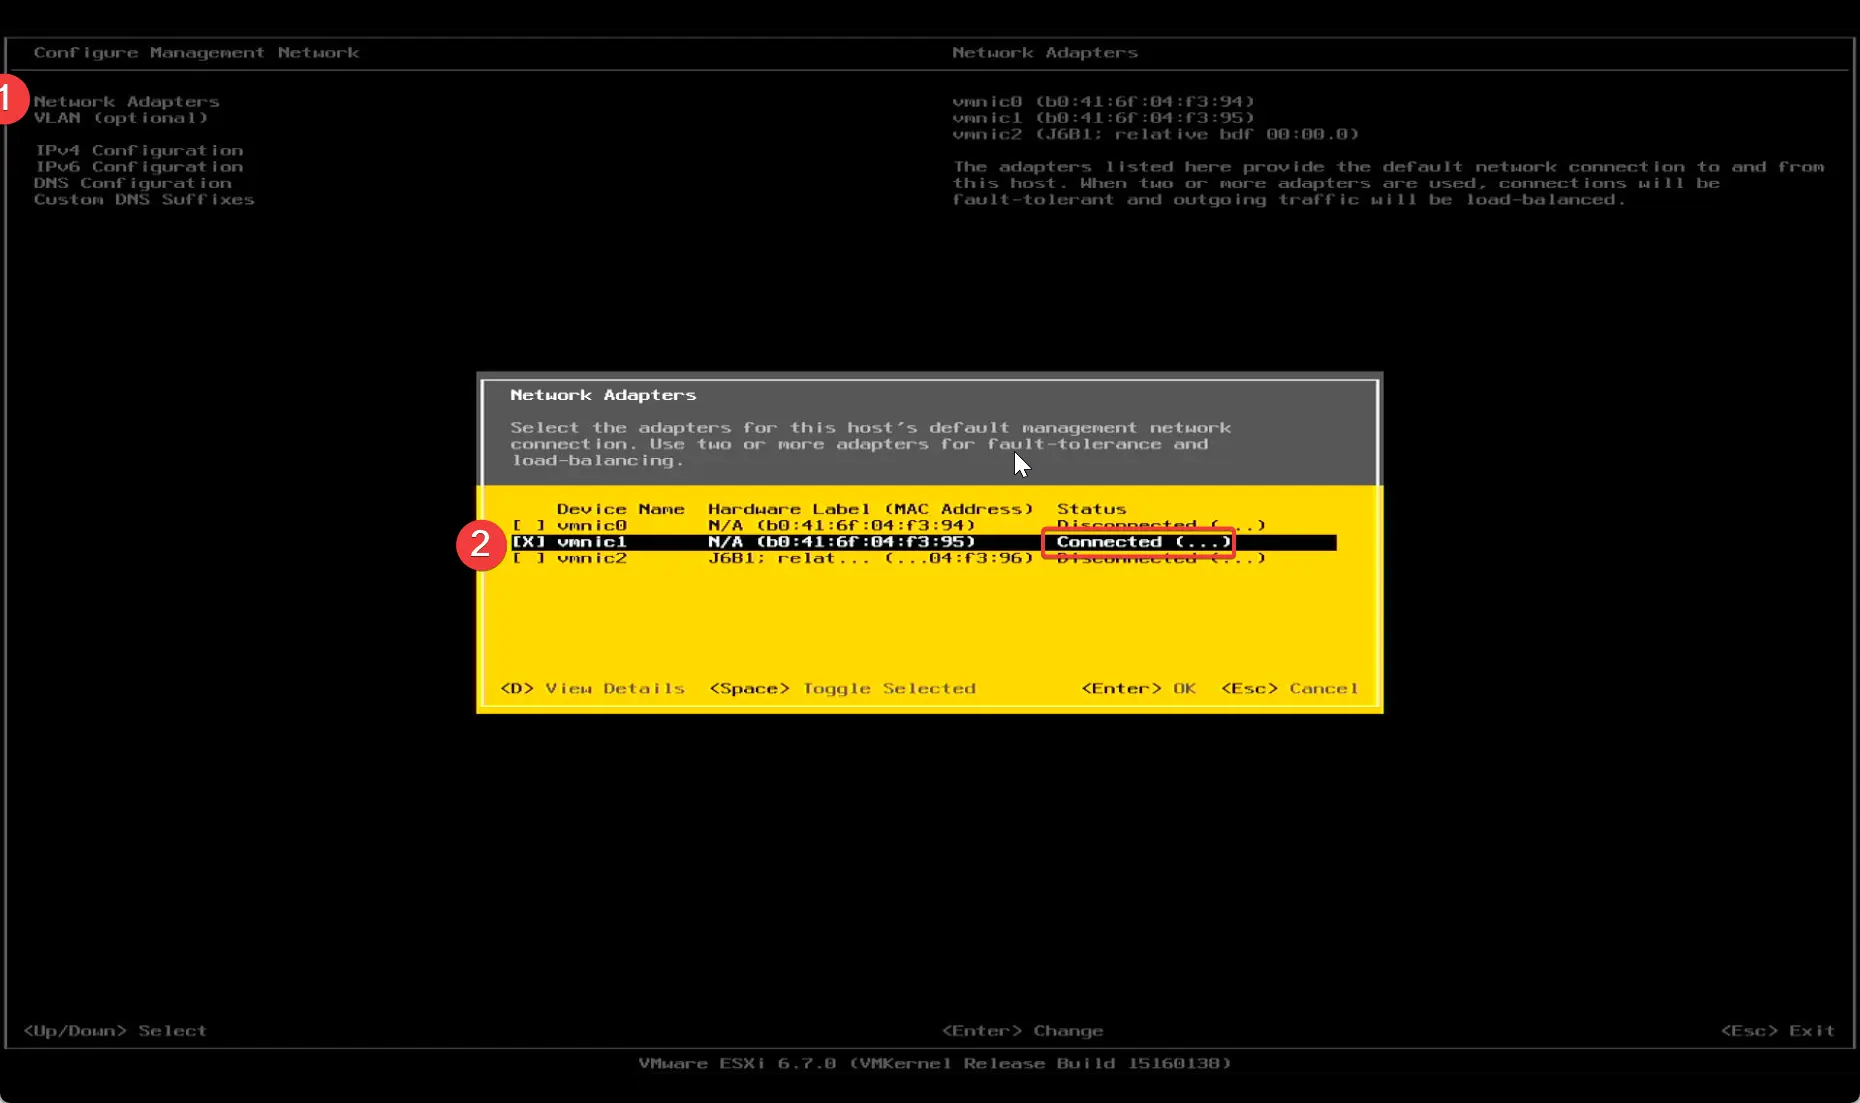 Configure Management Network
Network Adapters
1
Network Adapters
VLAN (optional)
IPv4 Configuration
IPv6 Configuration
DNS Configuration
Custom DNS Suffixes
vmnic0 (b0:41:6f:04:f3:94)
vmnic1 (b0:41:6f:04:f3:95)
vmnic2 (J6B1; relative bdf 00:00.0)
The adapters listed here provide the default network connection to and from
this host. When two or more adapters are used, connections will be
fault-tolerant and outgoing traffic will be load-balanced.
Network Adapters
Select the adapters for this host's default management network
connection. Use two or more adapters for fault-tolerance and
load-balancing.
Device Name Hardware Label (MAC Address) Status
[ ] vmnic0 N/A (b0:41:6f:04:f3:94) Disconnected (...)
2 [X] vmnic1 N/A (b0:41:6f:04:f3:95) Connected (...)
[ ] vmnic2 J6B1; relat... (...04:f3:96) Disconnected (...)
<D> View Details <Space> Toggle Selected <Enter> OK <Esc> Cancel
<Up/Down> Select <Enter> Change <Esc> Exit
VMware ESXi 6.7.0 (VMKernel Release Build 15160138)